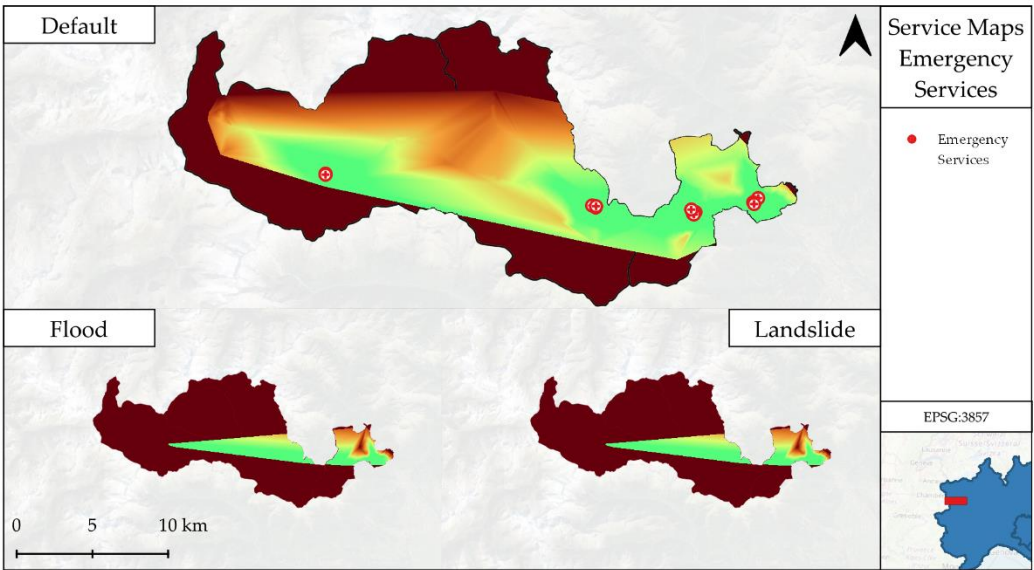 Default
Service Maps
Emergency
Services
Emergency
Services
Flood
Landslide
0 5 10 km
EPSG:3857